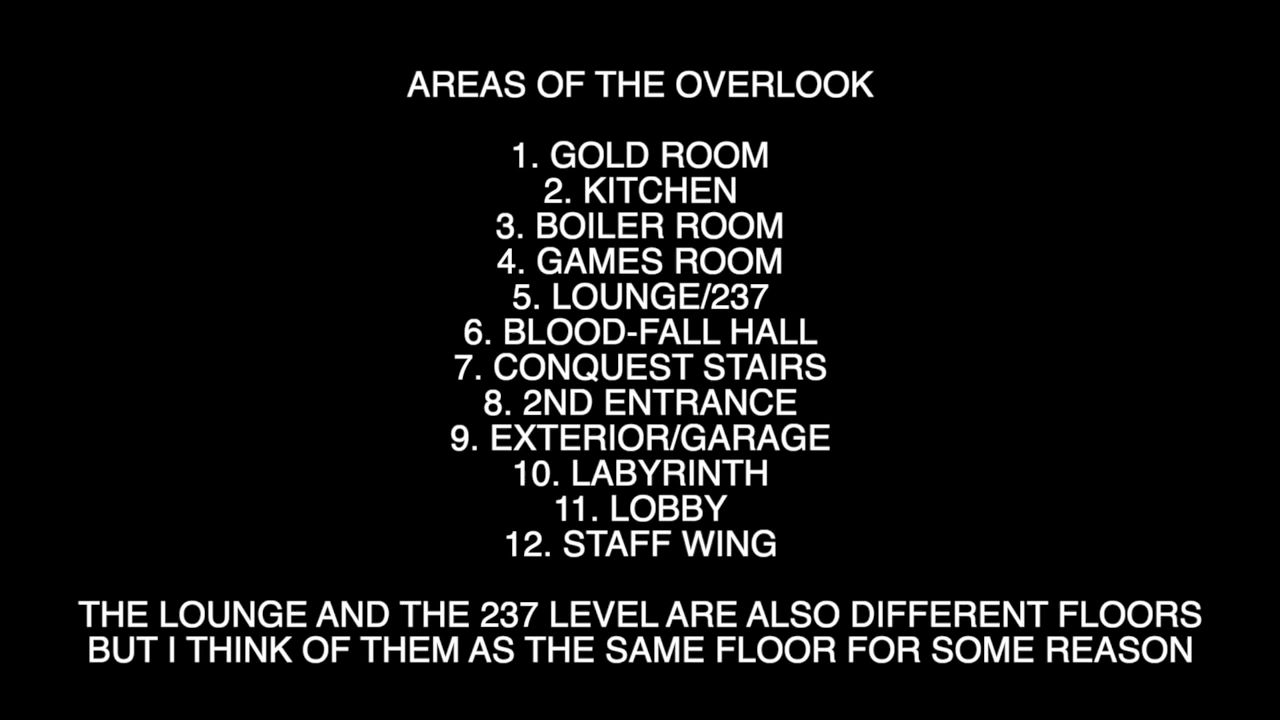 AREAS OF THE OVERLOOK
1. GOLD ROOM
2. KITCHEN
3. BOILER ROOM
4. GAMES ROOM
5. LOUNGE/237
6. BLOOD-FALL HALL
7. CONQUEST STAIRS
8. 2ND ENTRANCE
9. EXTERIOR/GARAGE
10. LABYRINTH
11. LOBBY
12. STAFF WING
THE LOUNGE AND THE 237 LEVEL ARE ALSO DIFFERENT FLOORS
BUT I THINK OF THEM AS THE SAME FLOOR FOR SOME REASON